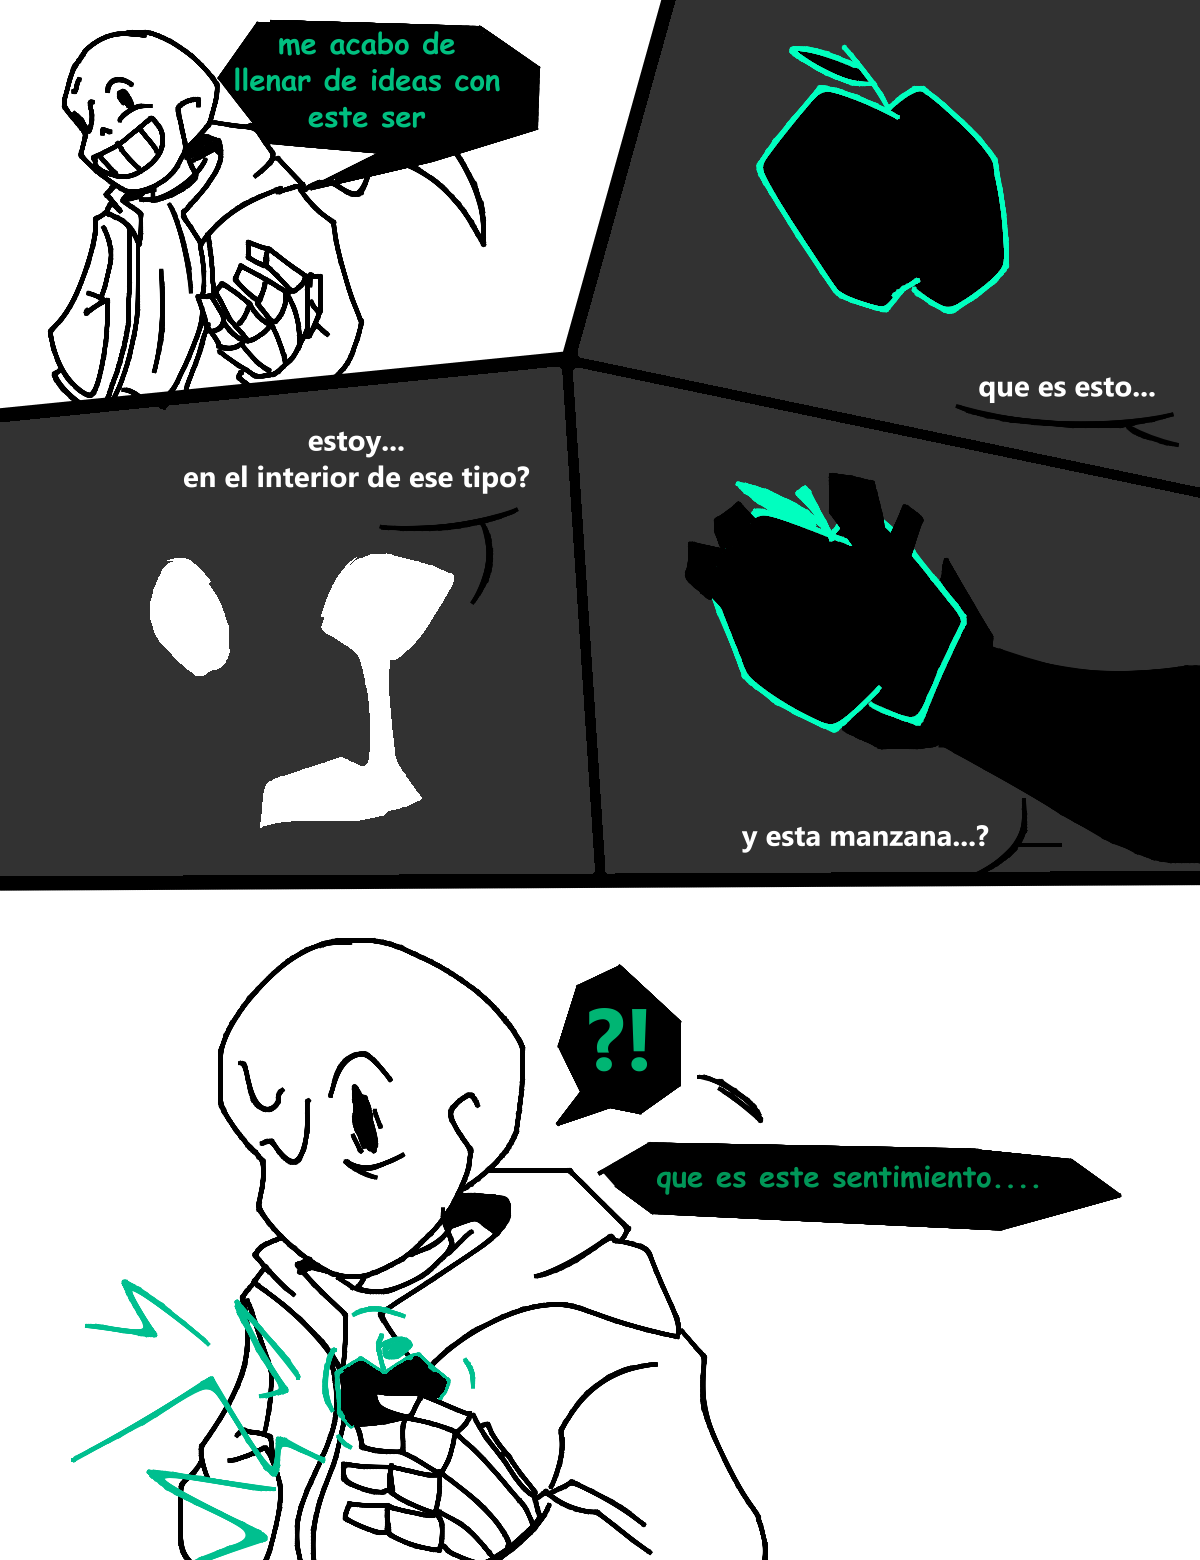 me acabo de
llenar de ideas con
este ser
que es esto...
estoy...
en el interior de ese tipo?
y esta manzana...?
?!
que es este sentimiento....